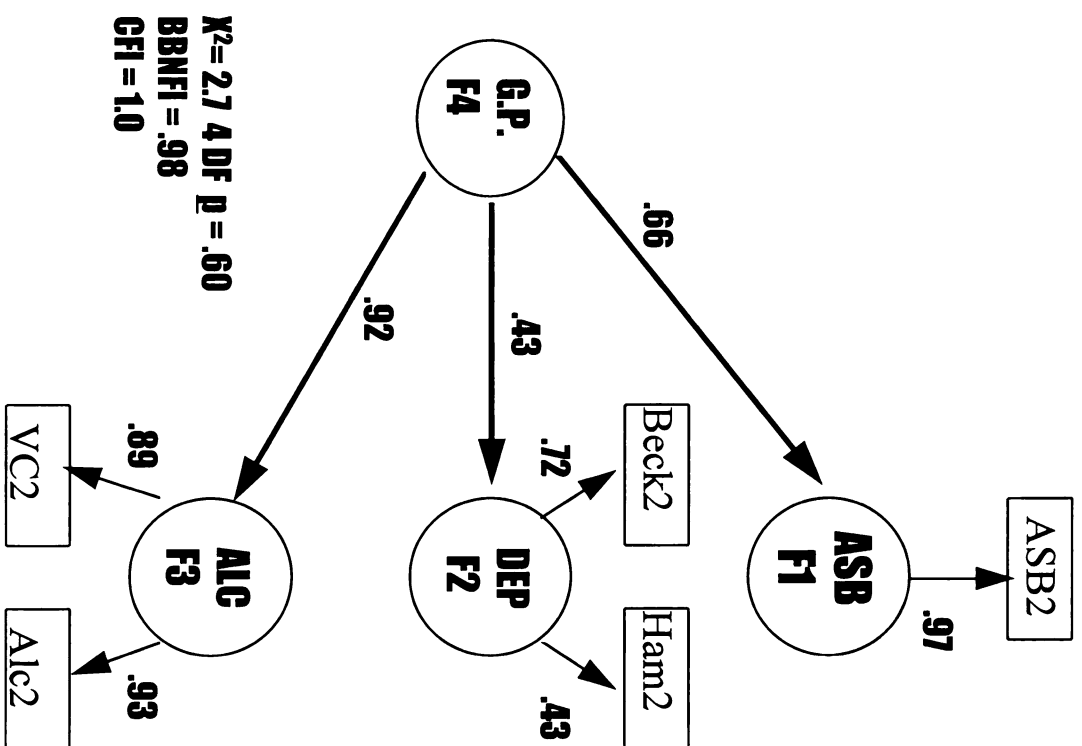 ASB2
.97
ASB
F1
.66
Beck2
Ham2
.72
.43
DEP
F2
.43
G.P.
F4
.92
ALC
F3
.89
.93
VC2
Alc2
X²= 2.7 4 DF p = .60
BBNFI = .98
CFI = 1.0